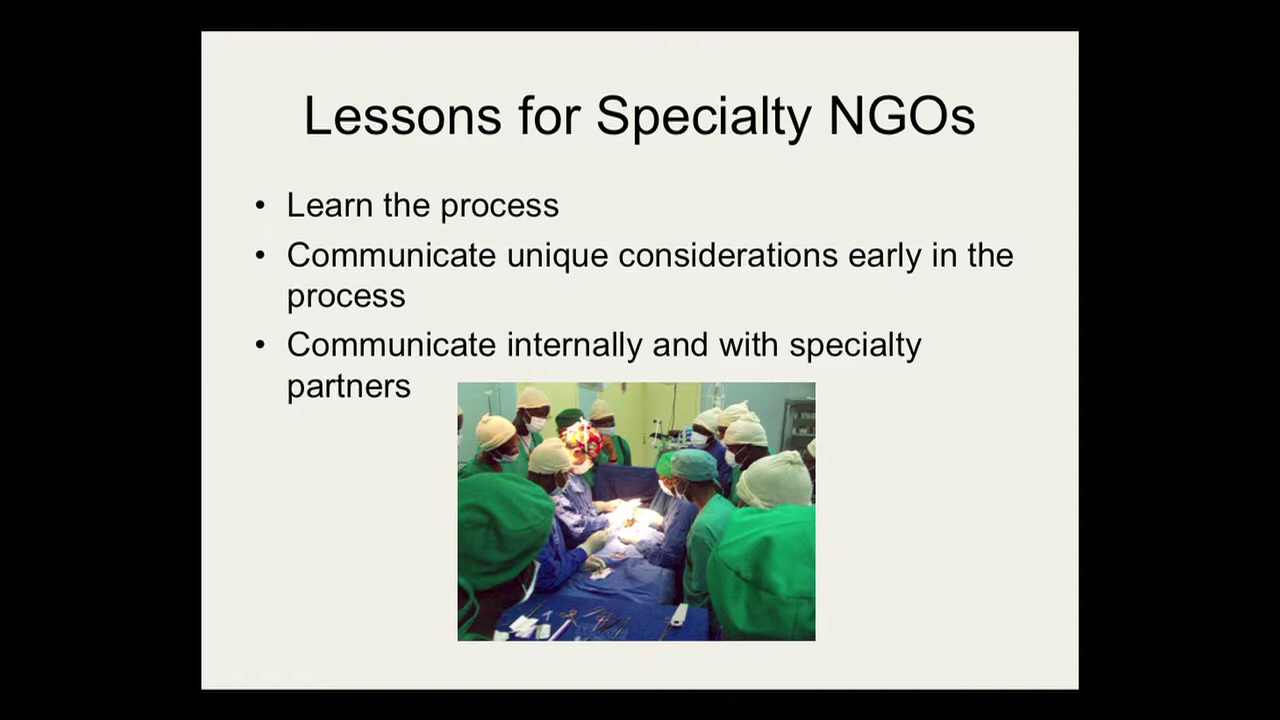 Lessons for Specialty NGOs
• Learn the process
• Communicate unique considerations early in the
process
• Communicate internally and with specialty
partners